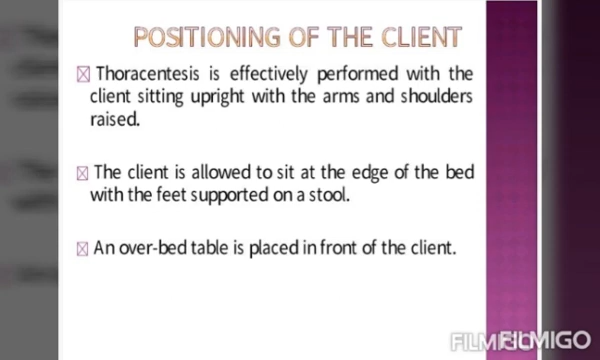 POSITIONING OF THE CLIENT
Thoracentesis is effectively performed with the
client sitting upright with the arms and shoulders
raised.
The client is allowed to sit at the edge of the bed
with the feet supported on a stool.
An over-bed table is placed in front of the client.
FILMIGO FILMIGO